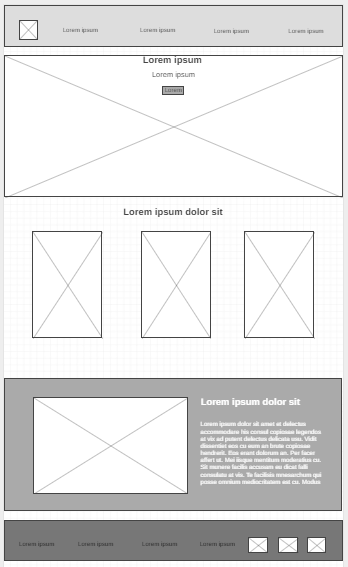 Lorem ipsum Lorem ipsum Lorem ipsum Lorem ipsum
Lorem ipsum
Lorem ipsum
Lorem
Lorem ipsum dolor sit
Lorem ipsum dolor sit
Lorem ipsum dolor sit amet at delectus
accommodare his consul copiosae legendos
at vis ad putent delectus delicata usu. Vidit
dissentiet eos cu eum an brute copiosae
hendrerit. Eos erant dolorum an. Per facer
affert ut. Mei iisque mentitum moderatius cu.
Sit munere facilis accusam eu dicat falli
consulatu at vis. Te facilisis mnesarchum qui
posse omnium mediocritatem est cu. Modus
Lorem ipsum Lorem ipsum Lorem ipsum Lorem ipsum